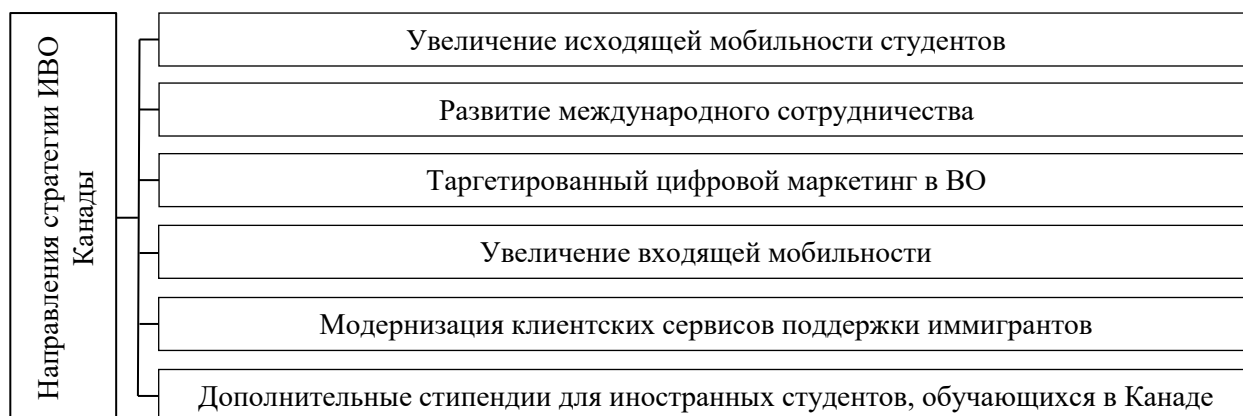 Направления стратегии ИВО
Канады
Увеличение исходящей мобильности студентов
Развитие международного сотрудничества
Таргетированный цифровой маркетинг в ВО
Увеличение входящей мобильности
Модернизация клиентских сервисов поддержки иммигрантов
Дополнительные стипендии для иностранных студентов, обучающихся в Канаде